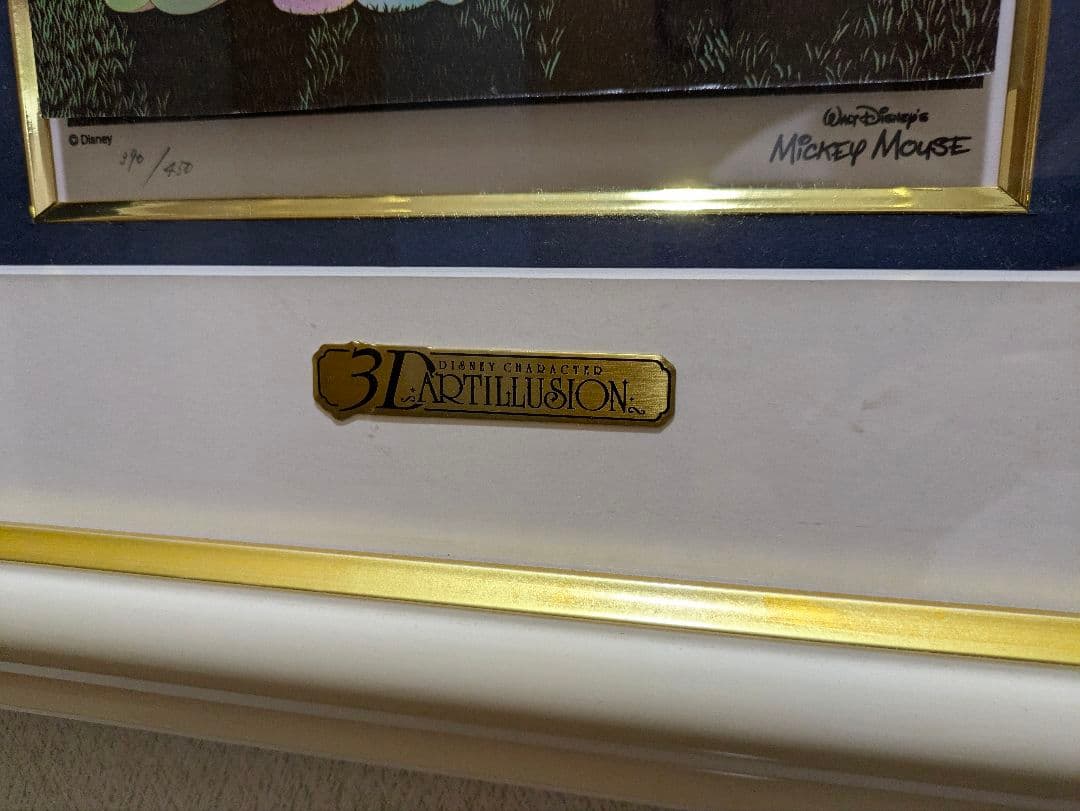 © Disney
390/450
WALT DISNEY'S
MICKEY MOUSE
DISNEY CHARACTER
3D ARTILLUSION